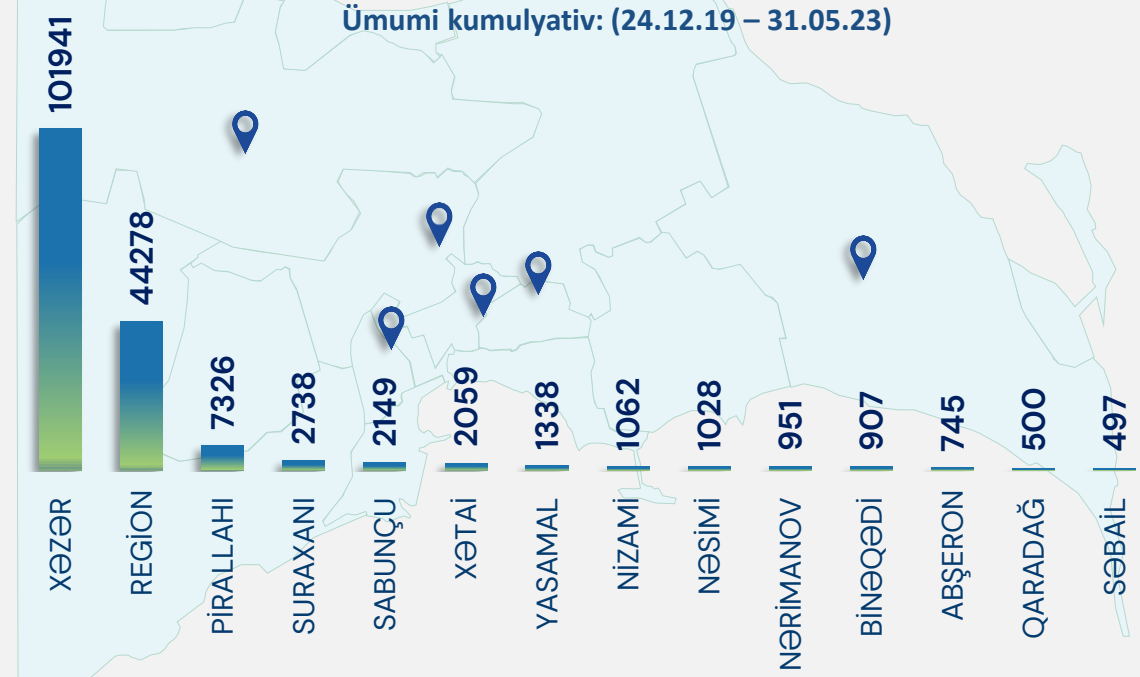 Ümumi kumulyativ: (24.12.19 – 31.05.23)
101941
44278
7326
2738
2149
2059
1338
1062
1028
951
907
745
500
497
XƏZƏR
REGİON
PİRALLAHI
SURAXANI
SABUNÇU
XƏTAİ
YASAMAL
NİZAMİ
NƏSİMİ
NƏRİMANOV
BİNƏQƏDİ
ABŞERON
QARADAĞ
SƏBAİL